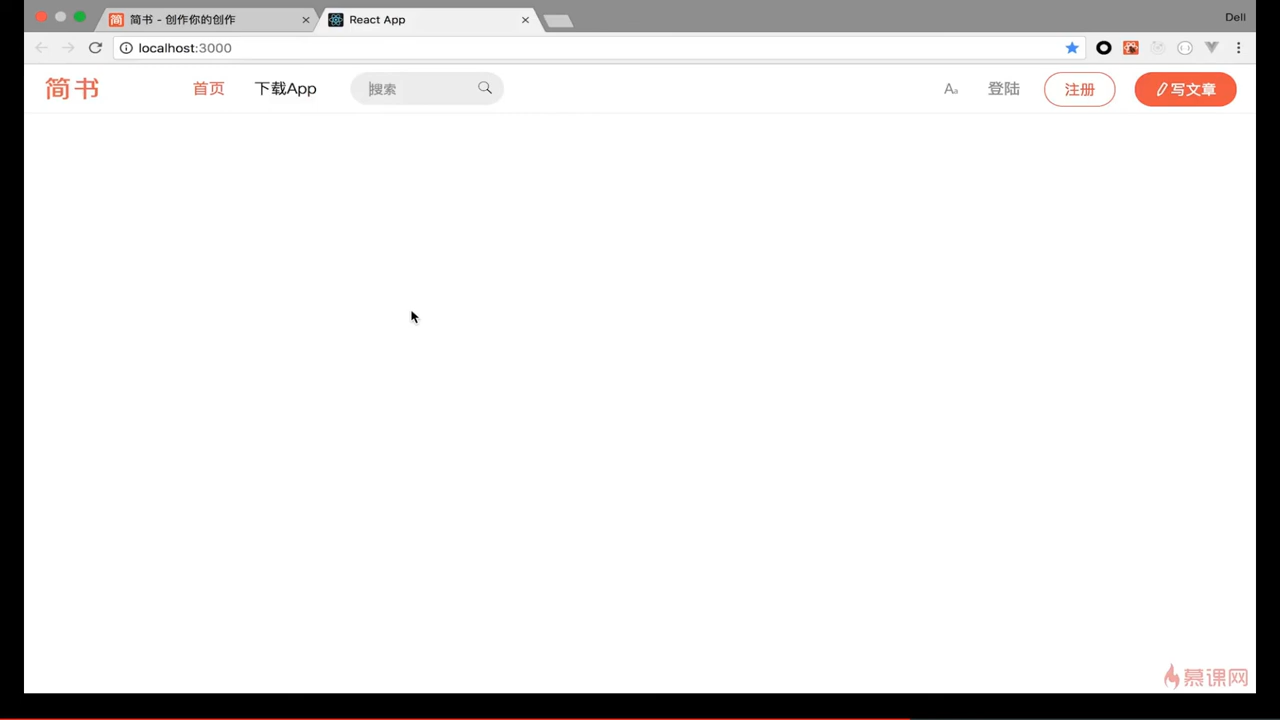 简书 - 创作你的创作
React App
Dell
localhost:3000
简书
首页
下载App
搜索
Aa
登陆
注册
写文章
慕课网